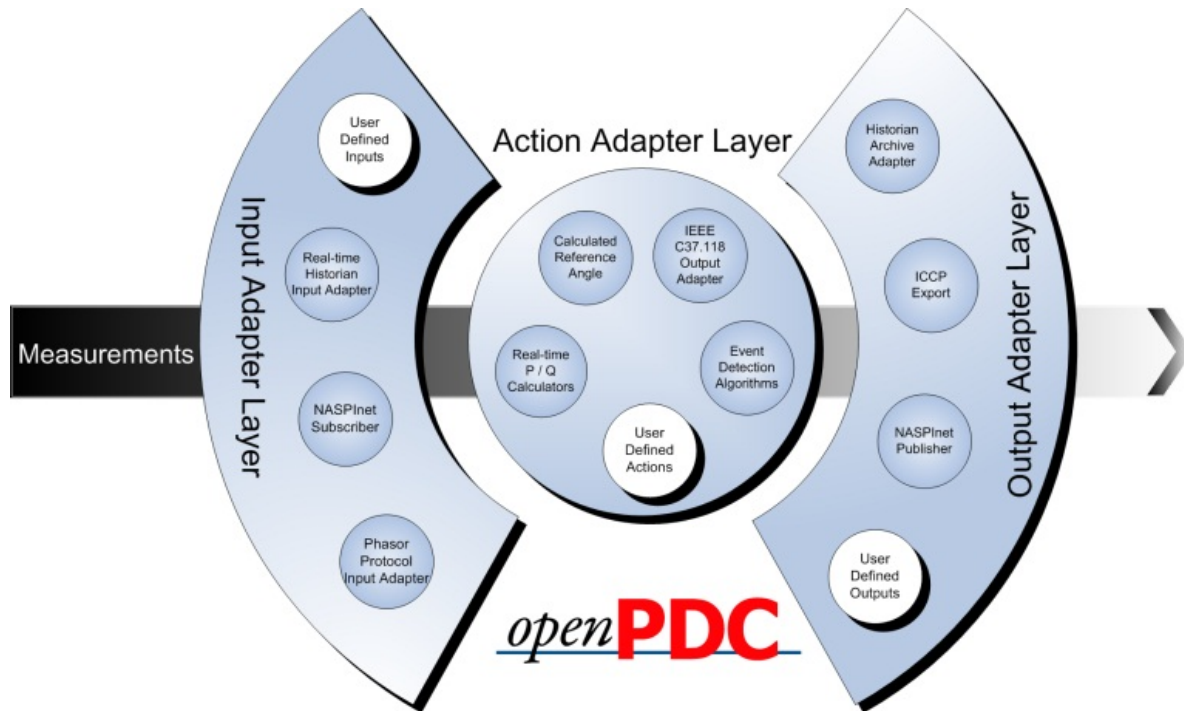 Measurements
Input Adapter Layer
User
Defined
Inputs
Real-time
Historian
Input Adapter
NASPInet
Subscriber
Phasor
Protocol
Input Adapter
Action Adapter Layer
Calculated
Reference
Angle
IEEE
C37.118
Output
Adapter
Real-time
P / Q
Calculators
Event
Detection
Algorithms
User
Defined
Actions
Output Adapter Layer
Historian
Archive
Adapter
ICCP
Export
NASPInet
Publisher
User
Defined
Outputs
openPDC